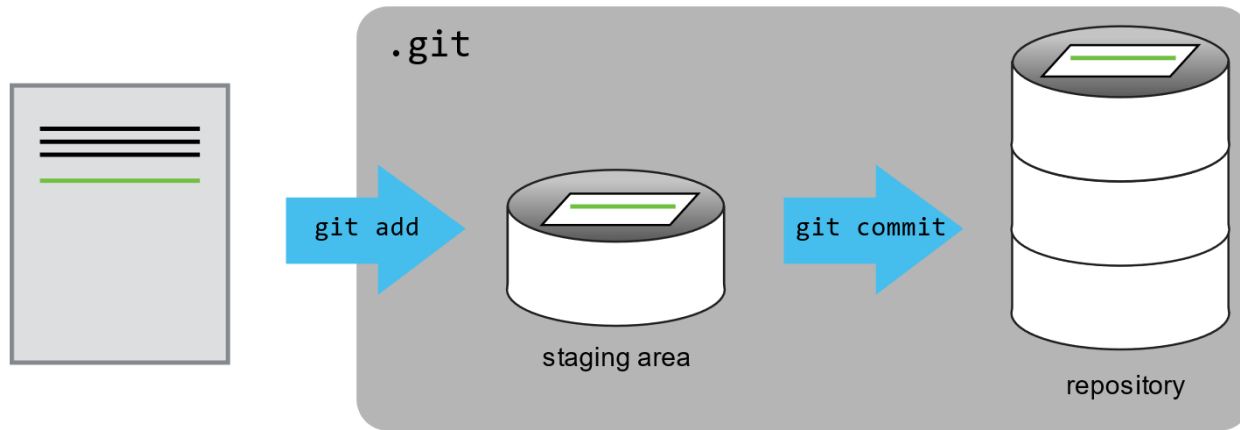 .git
git add
git commit
staging area
repository